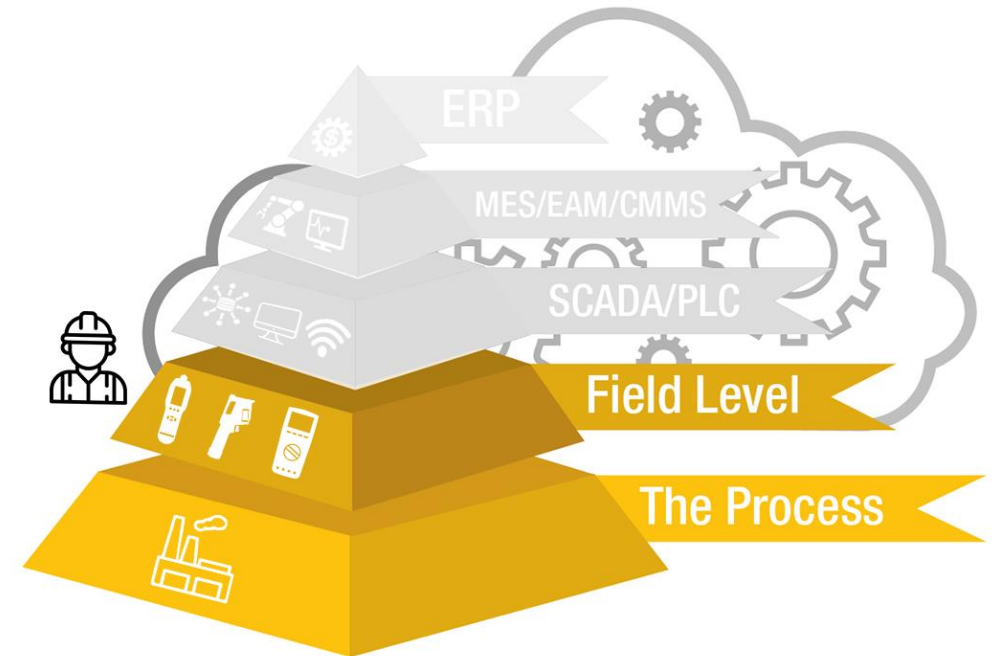 ERP
MES/EAM/CMMS
SCADA/PLC
Field Level
The Process